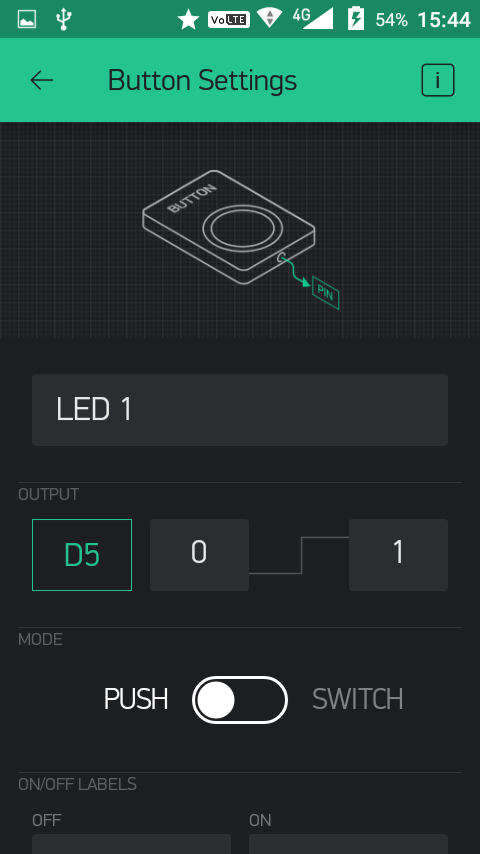 Vo LTE 4G 54% 15:44
Button Settings i
BUTTON
PIN
LED 1
OUTPUT
D5 0 1
MODE
PUSH SWITCH
ON/OFF LABELS
OFF ON